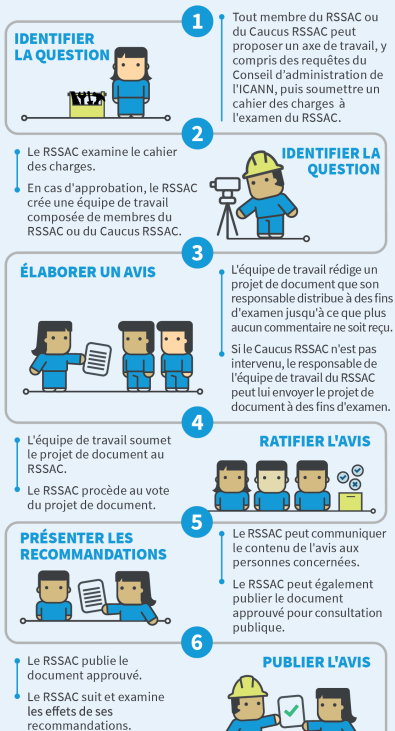 1
IDENTIFIER
LA QUESTION
Tout membre du RSSAC ou
du Caucus RSSAC peut
proposer un axe de travail, y
compris des requêtes du
Conseil d'administration de
l'ICANN, puis soumettre un
cahier des charges à
l'examen du RSSAC.
2
Le RSSAC examine le cahier
des charges.
En cas d'approbation, le RSSAC
crée une équipe de travail
composée de membres du
RSSAC ou du Caucus RSSAC.
IDENTIFIER LA
QUESTION
3
ÉLABORER UN AVIS
L'équipe de travail rédige un
projet de document que son
responsable distribue à des fins
d'examen jusqu'à ce que plus
aucun commentaire ne soit reçu.
Si le Caucus RSSAC n'est pas
intervenu, le responsable de
l'équipe de travail du RSSAC
peut lui envoyer le projet de
document à des fins d'examen.
4
L'équipe de travail soumet
le projet de document au
RSSAC.
Le RSSAC procède au vote
du projet de document.
RATIFIER L'AVIS
5
PRÉSENTER LES
RECOMMANDATIONS
Le RSSAC peut communiquer
le contenu de l'avis aux
personnes concernées.
Le RSSAC peut également
publier le document
approuvé pour consultation
publique.
6
Le RSSAC publie le
document approuvé.
Le RSSAC suit et examine
les effets de ses
recommandations.
PUBLIER L'AVIS